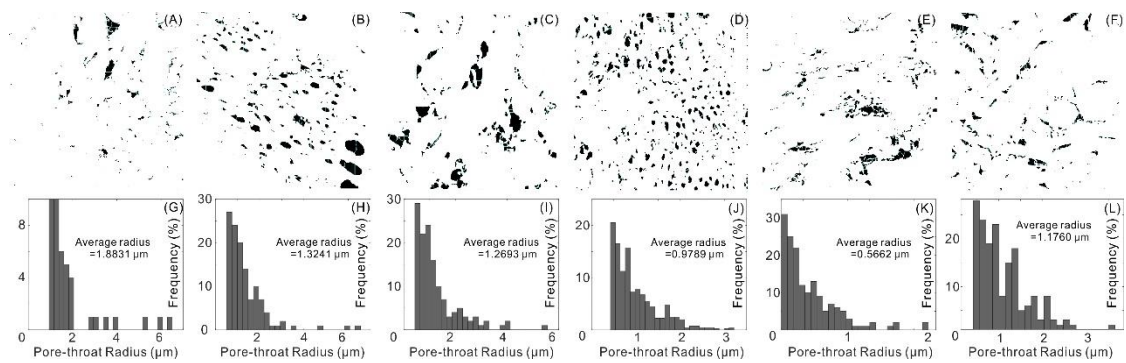 (A) (B) (C) (D) (E) (F)
(G) (H) (I) (J) (K) (L)
10 5 0
Average radius
=1.8831 μm
Frequency (%)
0 2 4 6
Pore-throat Radius (μm)
30 20 10 0
Average radius
=1.3241 μm
Frequency (%)
0 2 4 6
Pore-throat Radius (μm)
30 20 10 0
Average radius
=1.2693 μm
Frequency (%)
0 2 4 6
Pore-throat Radius (μm)
25 20 10
Average radius
=0.9789 μm
Frequency (%)
1 2 3
Pore-throat Radius (μm)
30 20 10
Average radius
=0.5662 μm
Frequency (%)
0 1 2
Pore-throat Radius (μm)
20 10
Average radius
=1.1760 μm
Frequency (%)
0 1 2 3
Pore-throat Radius (μm)